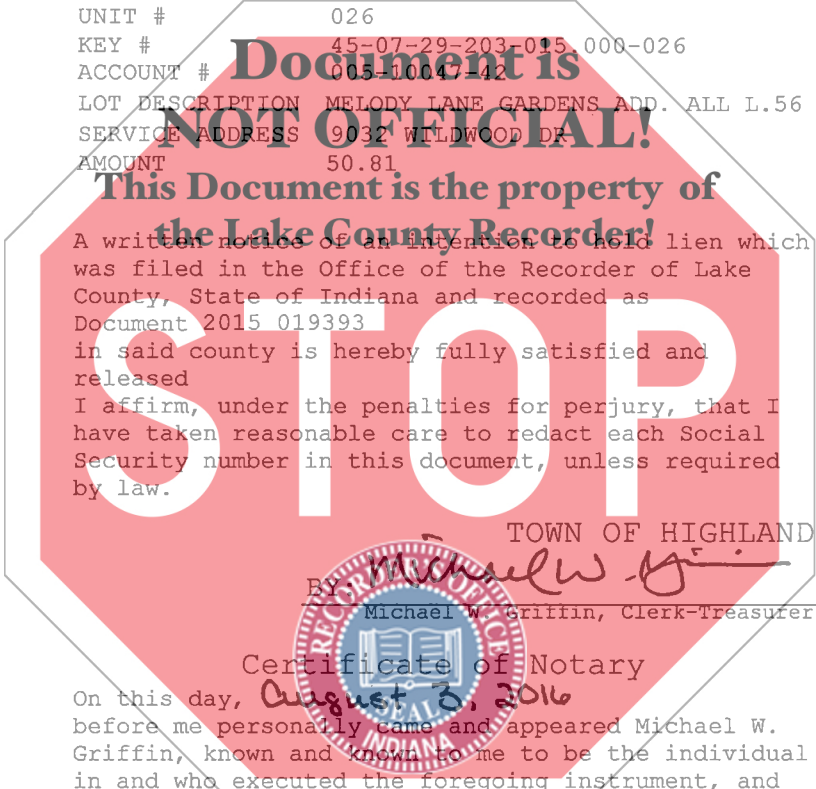 UNIT # 026
KEY # 45-07-29-203-015.000-026
Document is
ACCOUNT # 005-10047-42
LOT DESCRIPTION MELODY LANE GARDENS ADD. ALL L.56
NOT OFFICIAL!
SERVICE ADDRESS 9032 WILDWOOD DR
AMOUNT 50.81
This Document is the property of
the Lake County Recorder!
A written notice of an intention to hold lien which
was filed in the Office of the Recorder of Lake
County, State of Indiana and recorded as
Document 2015 019393
in said county is hereby fully satisfied and
released
I affirm, under the penalties for perjury, that I
have taken reasonable care to redact each Social
Security number in this document, unless required
by law.
STOP
TOWN OF HIGHLAND
BY: Michael W. Griffin
Michael W. Griffin, Clerk-Treasurer
RECORDER'S OFFICE
SEAL
INDIANA
Certificate of Notary
On this day, August 3, 2016
before me personally came and appeared Michael W.
Griffin, known and known to me to be the individual
in and who executed the foregoing instrument, and